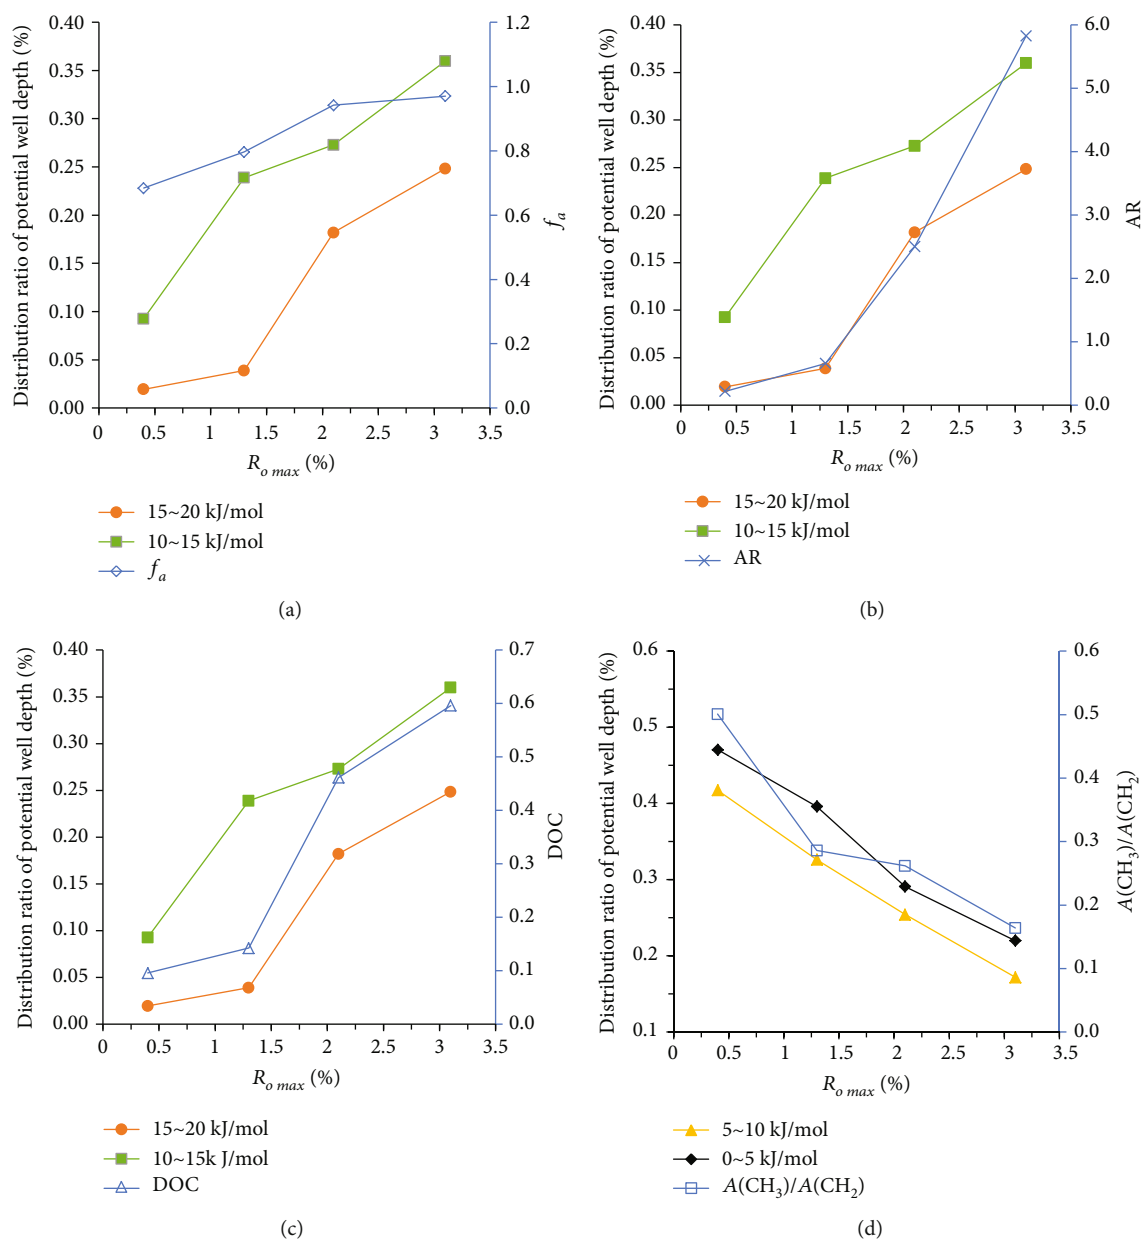 Distribution ratio of potential well depth (%)
0.40
0.35
0.30
0.25
0.20
0.15
0.10
0.05
0.00
0 0.5 1 1.5 2 2.5 3 3.5
R o max (%)
1.2
1.0
0.8
0.6
0.4
0.2
0.0
fa
15~20 kJ/mol
10~15 kJ/mol
fa
(a)
Distribution ratio of potential well depth (%)
0.40
0.35
0.30
0.25
0.20
0.15
0.10
0.05
0.00
0 0.5 1 1.5 2 2.5 3 3.5
R o max (%)
6.0
5.0
4.0
3.0
2.0
1.0
0.0
AR
15~20 kJ/mol
10~15 kJ/mol
AR
(b)
Distribution ratio of potential well depth (%)
0.40
0.35
0.30
0.25
0.20
0.15
0.10
0.05
0.00
0 0.5 1 1.5 2 2.5 3 3.5
R o max (%)
0.7
0.6
0.5
0.4
0.3
0.2
0.1
0.0
DOC
15~20 kJ/mol
10~15k J/mol
DOC
(c)
Distribution ratio of potential well depth (%)
0.6
0.5
0.4
0.3
0.2
0.1
0 0.5 1 1.5 2 2.5 3 3.5
R o max (%)
0.6
0.5
0.4
0.3
0.2
0.1
0.0
A(CH3)/A(CH2)
5~10 kJ/mol
0~5 kJ/mol
A(CH3)/A(CH2)
(d)